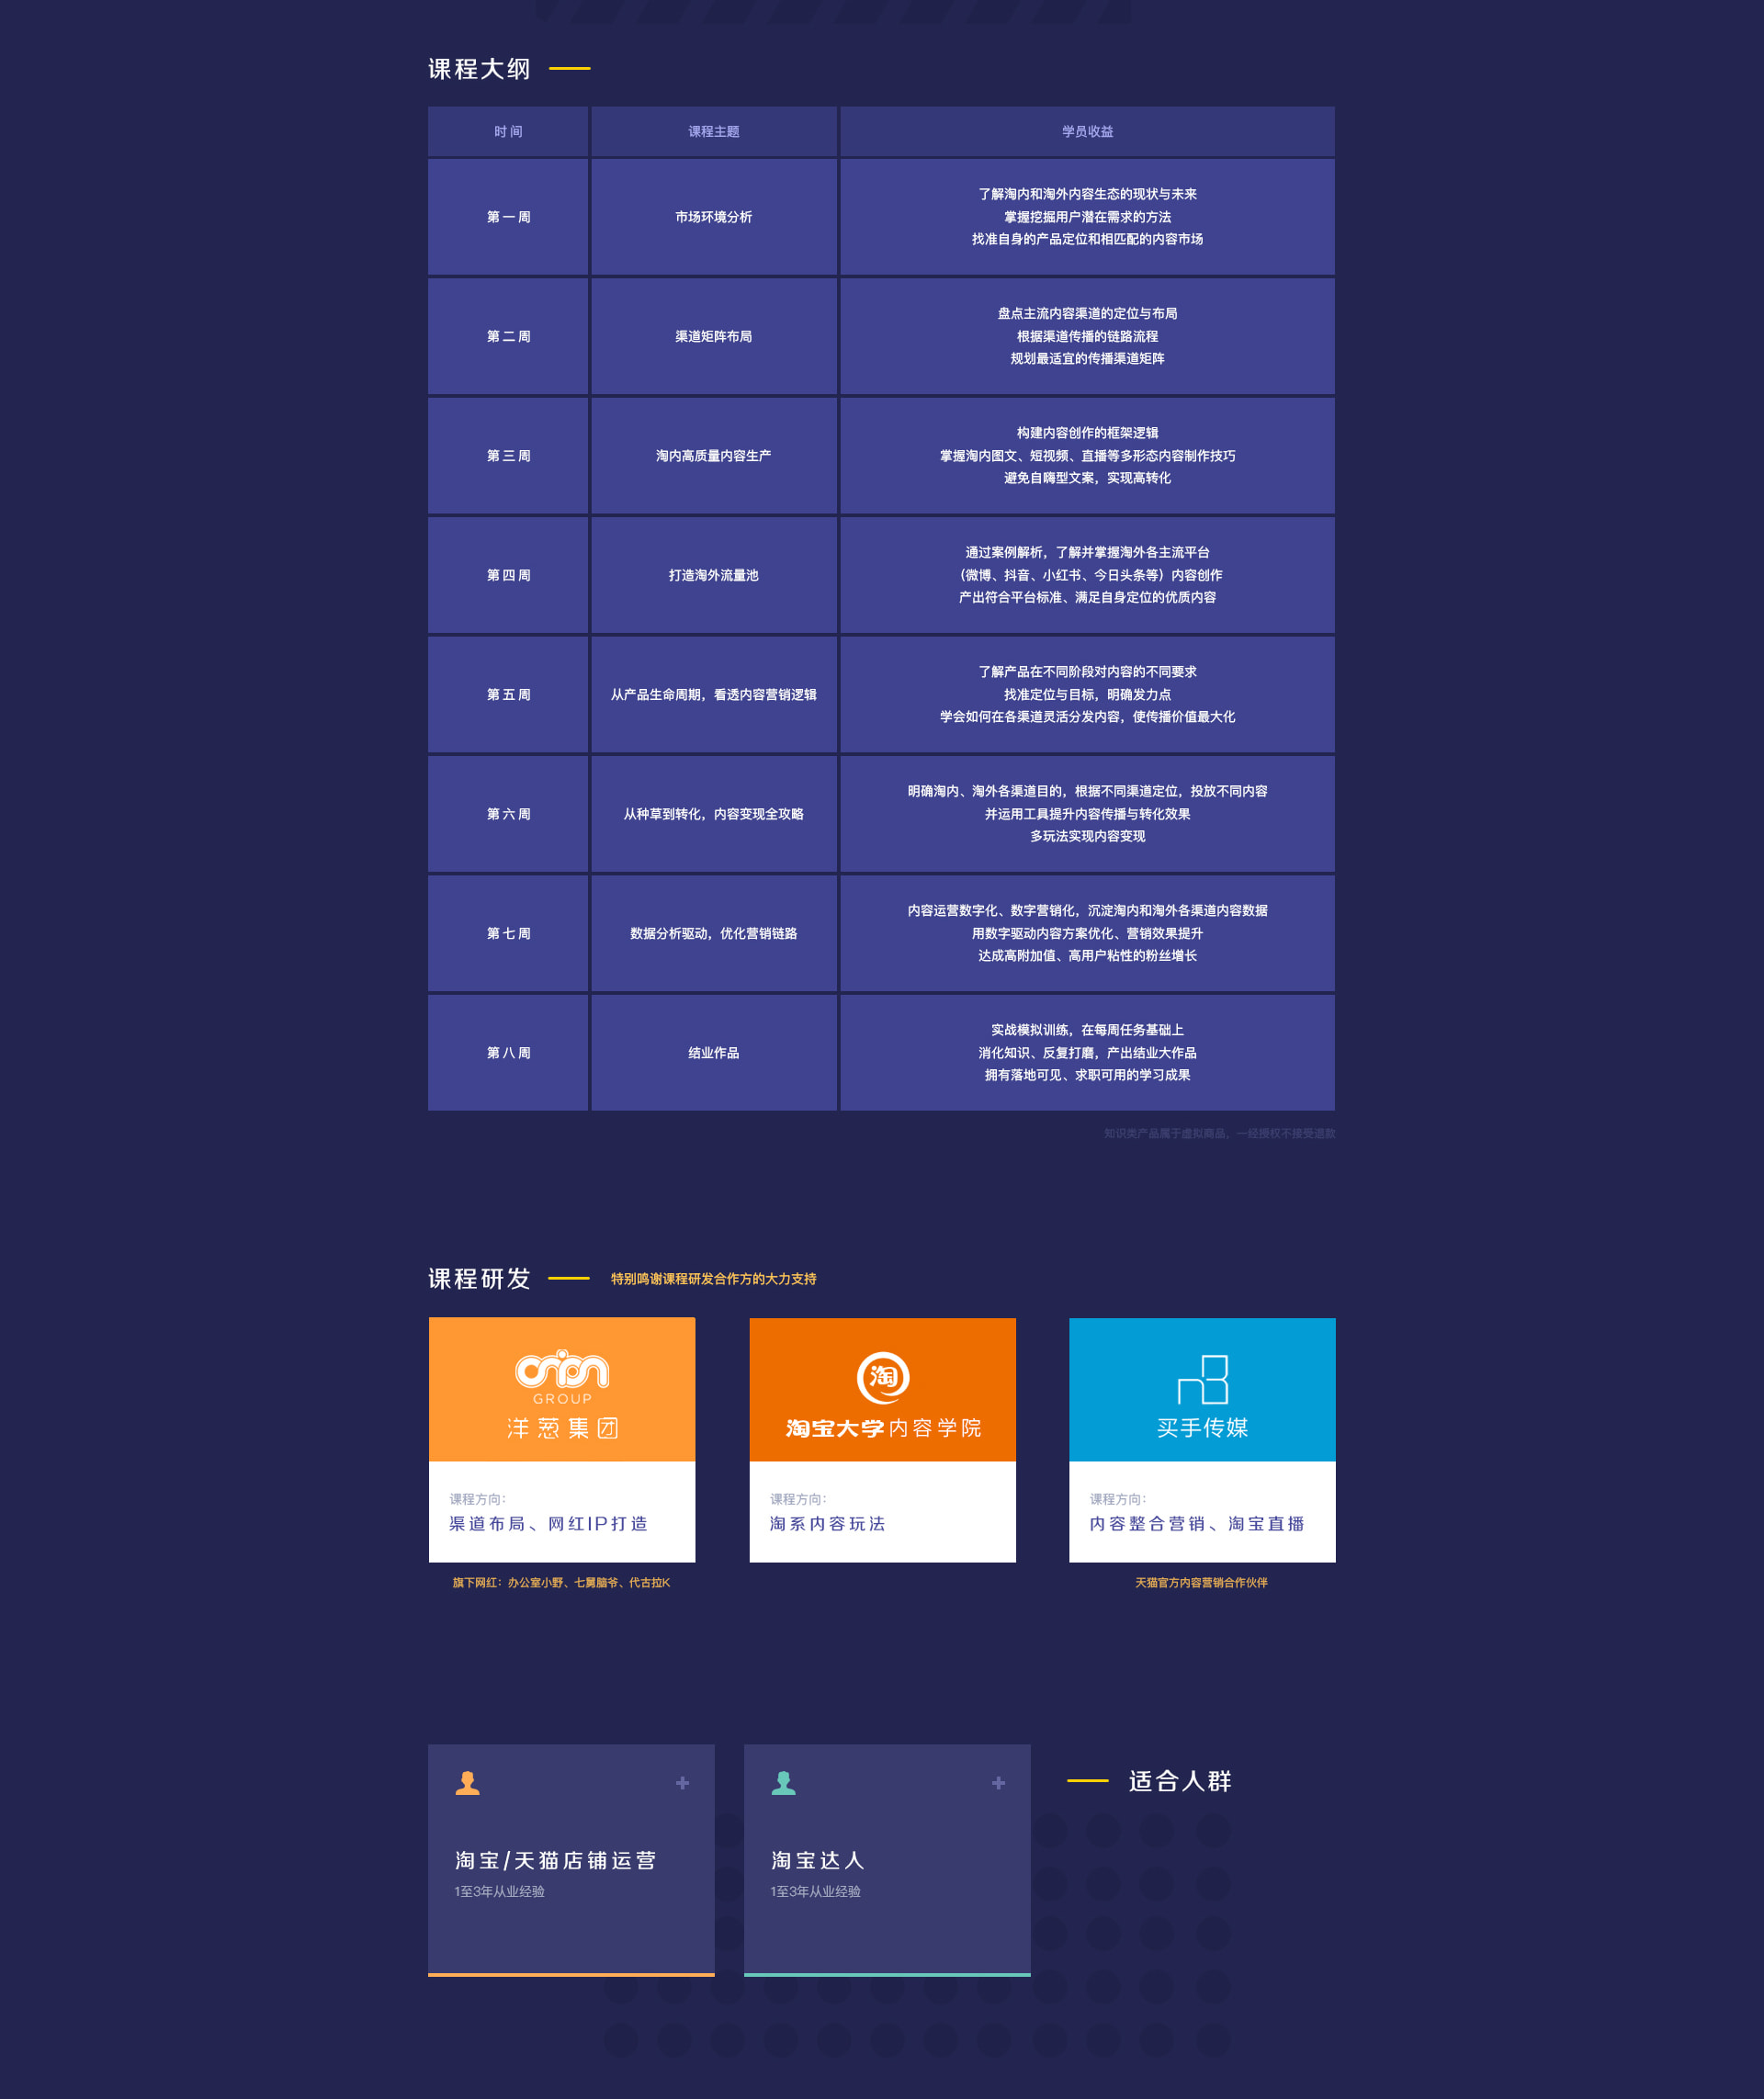 课程大纲
时 间
课程主题
学员收益
第 一 周
市场环境分析
了解淘内和淘外内容生态的现状与未来
掌握挖掘用户潜在需求的方法
找准自身的产品定位和相匹配的内容市场
第 二 周
渠道矩阵布局
盘点主流内容渠道的定位与布局
根据渠道传播的链路流程
规划最适宜的传播渠道矩阵
第 三 周
淘内高质量内容生产
构建内容创作的框架逻辑
掌握淘内图文、短视频、直播等多形态内容制作技巧
避免自嗨型文案，实现高转化
第 四 周
打造淘外流量池
通过案例解析，了解并掌握淘外各主流平台
（微博、抖音、小红书、今日头条等）内容创作
产出符合平台标准、满足自身定位的优质内容
第 五 周
从产品生命周期，看透内容营销逻辑
了解产品在不同阶段对内容的不同要求
找准定位与目标，明确发力点
学会如何在各渠道灵活分发内容，使传播价值最大化
第 六 周
从种草到转化，内容变现全攻略
明确淘内、淘外各渠道目的，根据不同渠道定位，投放不同内容
并运用工具提升内容传播与转化效果
多玩法实现内容变现
第 七 周
数据分析驱动，优化营销链路
内容运营数字化、数字营销化，沉淀淘内和淘外各渠道内容数据
用数字驱动内容方案优化、营销效果提升
达成高附加值、高用户粘性的粉丝增长
第 八 周
结业作品
实战模拟训练，在每周任务基础上
消化知识、反复打磨，产出结业大作品
拥有落地可见、求职可用的学习成果
知识类产品属于虚拟商品，一经授权不接受退款
课程研发
特别鸣谢课程研发合作方的大力支持
onion
GROUP
洋葱集团
课程方向：
渠道布局、网红IP打造
旗下网红：办公室小野、七舅脑爷、代古拉K
淘
淘宝大学内容学院
课程方向：
淘系内容玩法
买手传媒
课程方向：
内容整合营销、淘宝直播
天猫官方内容营销合作伙伴
适合人群
淘宝/天猫店铺运营
1至3年从业经验
淘宝达人
1至3年从业经验